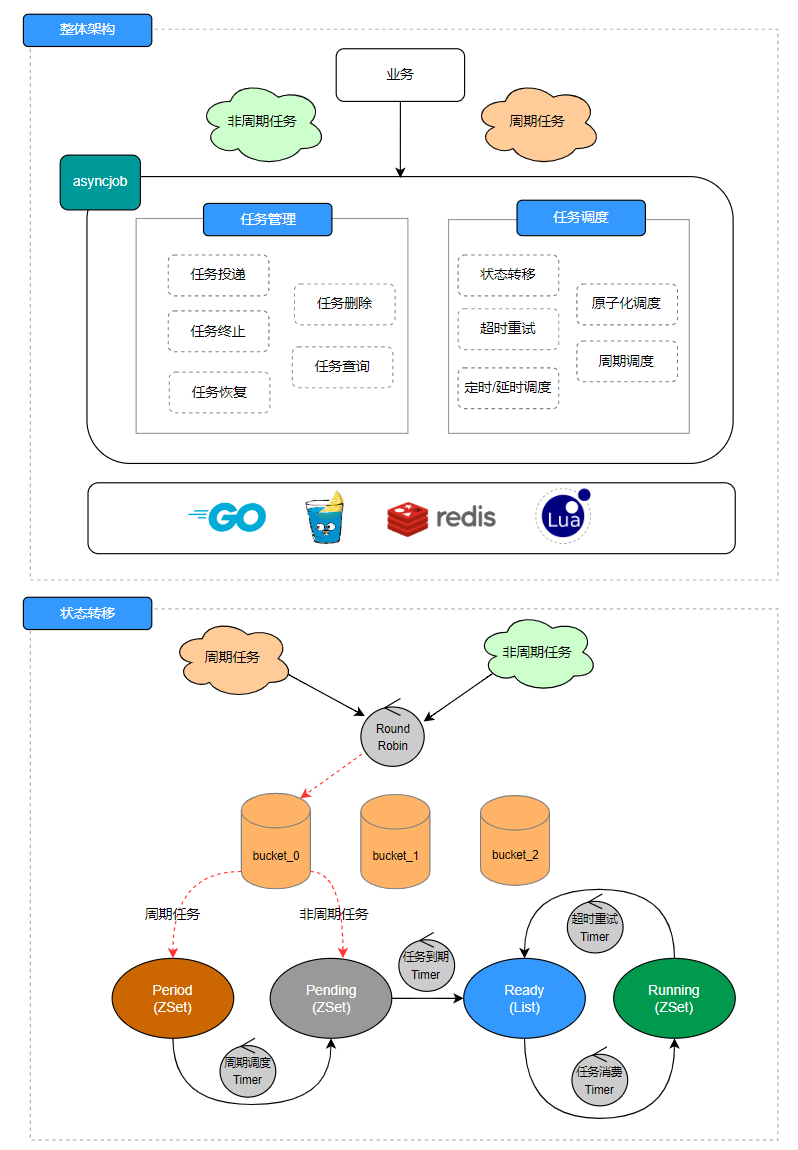 整体架构
业务
非周期任务
周期任务
asyncjob
任务管理
任务投递
任务终止
任务恢复
任务删除
任务查询
任务调度
状态转移
超时重试
定时/延时调度
原子化调度
周期调度
GO
redis
Lua
状态转移
周期任务
非周期任务
Round
Robin
bucket_0
bucket_1
bucket_2
周期任务
非周期任务
任务到期
Timer
超时重试
Timer
Period
(ZSet)
Pending
(ZSet)
Ready
(List)
Running
(ZSet)
周期调度
Timer
任务消费
Timer